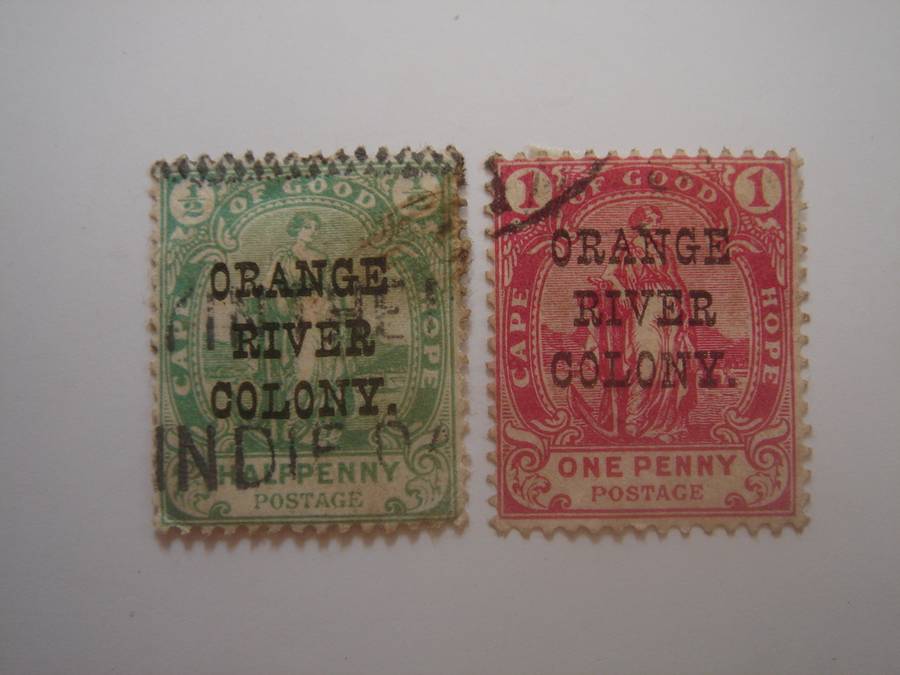 ½ OF GOOD ½
CAPE HOPE
ORANGE
RIVER
COLONY.
HALFPENNY
POSTAGE
1 OF GOOD 1
CAPE HOPE
ORANGE
RIVER
COLONY.
ONE PENNY
POSTAGE